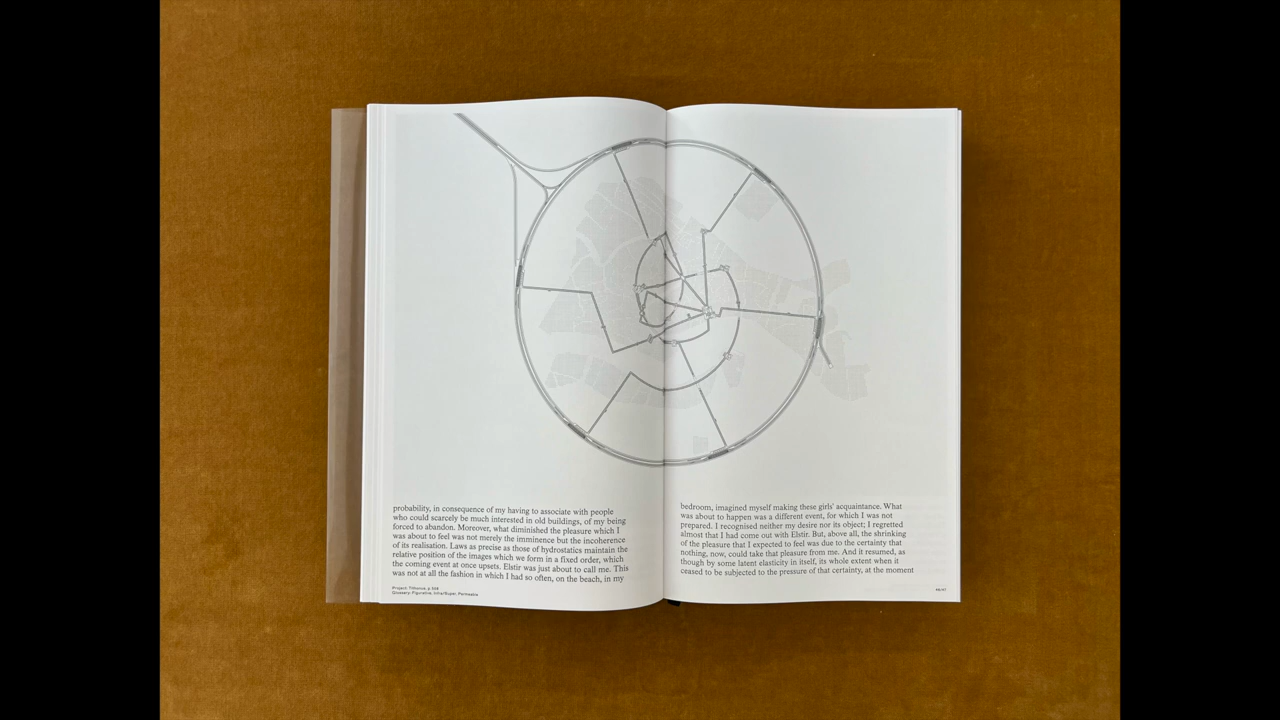 probability, in consequence of my having to associate with people
who could scarcely be much interested in old buildings, of my being
forced to abandon. Moreover, what diminished the pleasure which I
was about to feel was not merely the imminence but the incoherence
of its realisation. Laws as precise as those of hydrostatics maintain the
relative position of the images which we form in a fixed order, which
the coming event at once upsets. Elstir was just about to call me. This
was not at all the fashion in which I had so often, on the beach, in my
Project:
Glossary: Figurative, Infra/Super, Permeable
bedroom, imagined myself making these girls' acquaintance. What
was about to happen was a different event, for which I was not
prepared. I recognised neither my desire nor its object; I regretted
almost that I had come out with Elstir. But, above all, the shrinking
of the pleasure that I expected to feel was due to the certainty that
nothing, now, could take that pleasure from me. And it resumed, as
though by some latent elasticity in itself, its whole extent when it
ceased to be subjected to the pressure of that certainty, at the moment